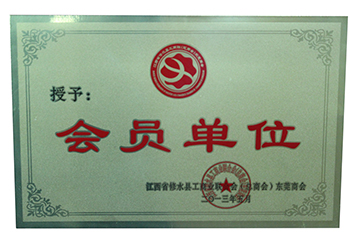 授予：
会员单位
江西省修水县工商业联合会（总商会）东莞商会
二〇一三年五月